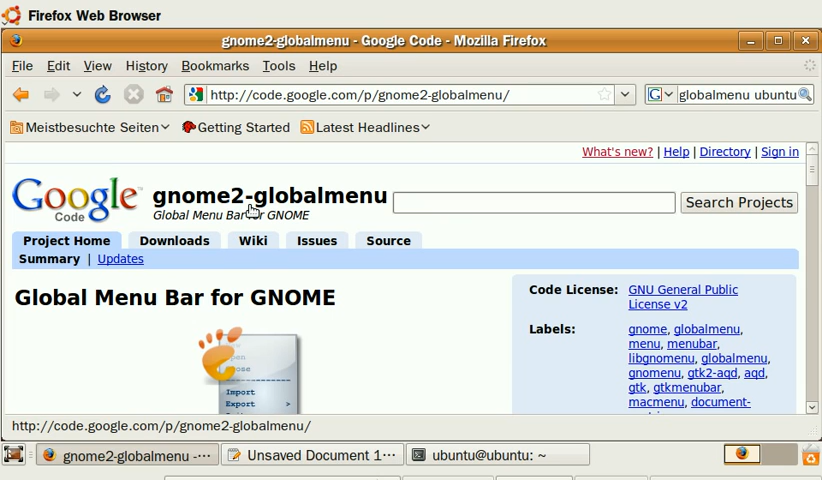 Firefox Web Browser
gnome2-globalmenu - Google Code - Mozilla Firefox
File Edit View History Bookmarks Tools Help
http://code.google.com/p/gnome2-globalmenu/
G globalmenu ubuntu
Meistbesuchte Seiten Getting Started Latest Headlines
What's new? | Help | Directory | Sign in
Google Code
gnome2-globalmenu
Global Menu Bar for GNOME
Search Projects
Project Home Downloads Wiki Issues Source
Summary | Updates
Global Menu Bar for GNOME
Import
Export >
Code License: GNU General Public
License v2
Labels: gnome, globalmenu,
menu, menubar,
libgnomenu, globalmenu,
gnomenu, gtk2-aqd, aqd,
gtk, gtkmenubar,
macmenu, document-
http://code.google.com/p/gnome2-globalmenu/
gnome2-globalmenu -··· Unsaved Document 1··· ubuntu@ubuntu: ~